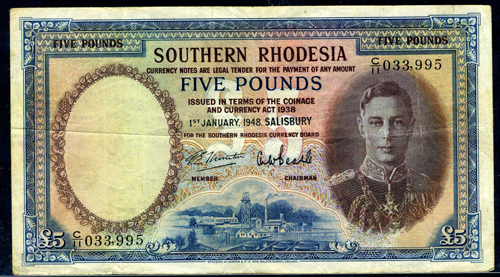 FIVE POUNDS FIVE POUNDS
SOUTHERN RHODESIA
CURRENCY NOTES ARE LEGAL TENDER FOR THE PAYMENT OF ANY AMOUNT
C/11 033,995
FIVE POUNDS
ISSUED IN TERMS OF THE COINAGE
AND CURRENCY ACT 1938
1ST JANUARY, 1948. SALISBURY
FOR THE SOUTHERN RHODESIA CURRENCY BOARD
MEMBER CHAIRMAN
C/11 033,995
£5 £5